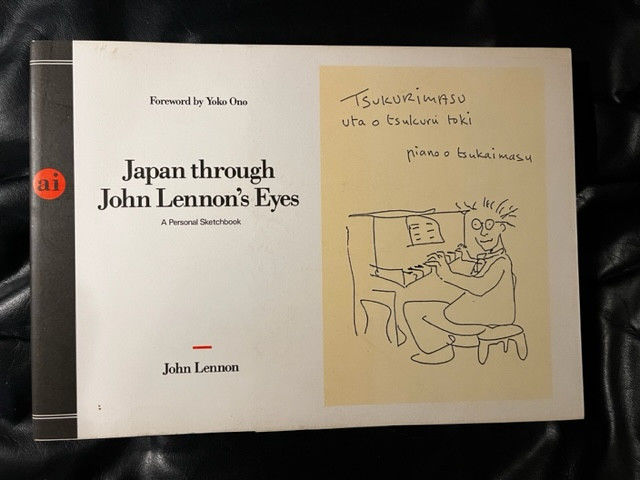 ai
Foreword by Yoko Ono
Japan through
John Lennon's Eyes
A Personal Sketchbook
John Lennon
TSUKURIMASU
uta o tsukuru toki
piano o tsukaimasu